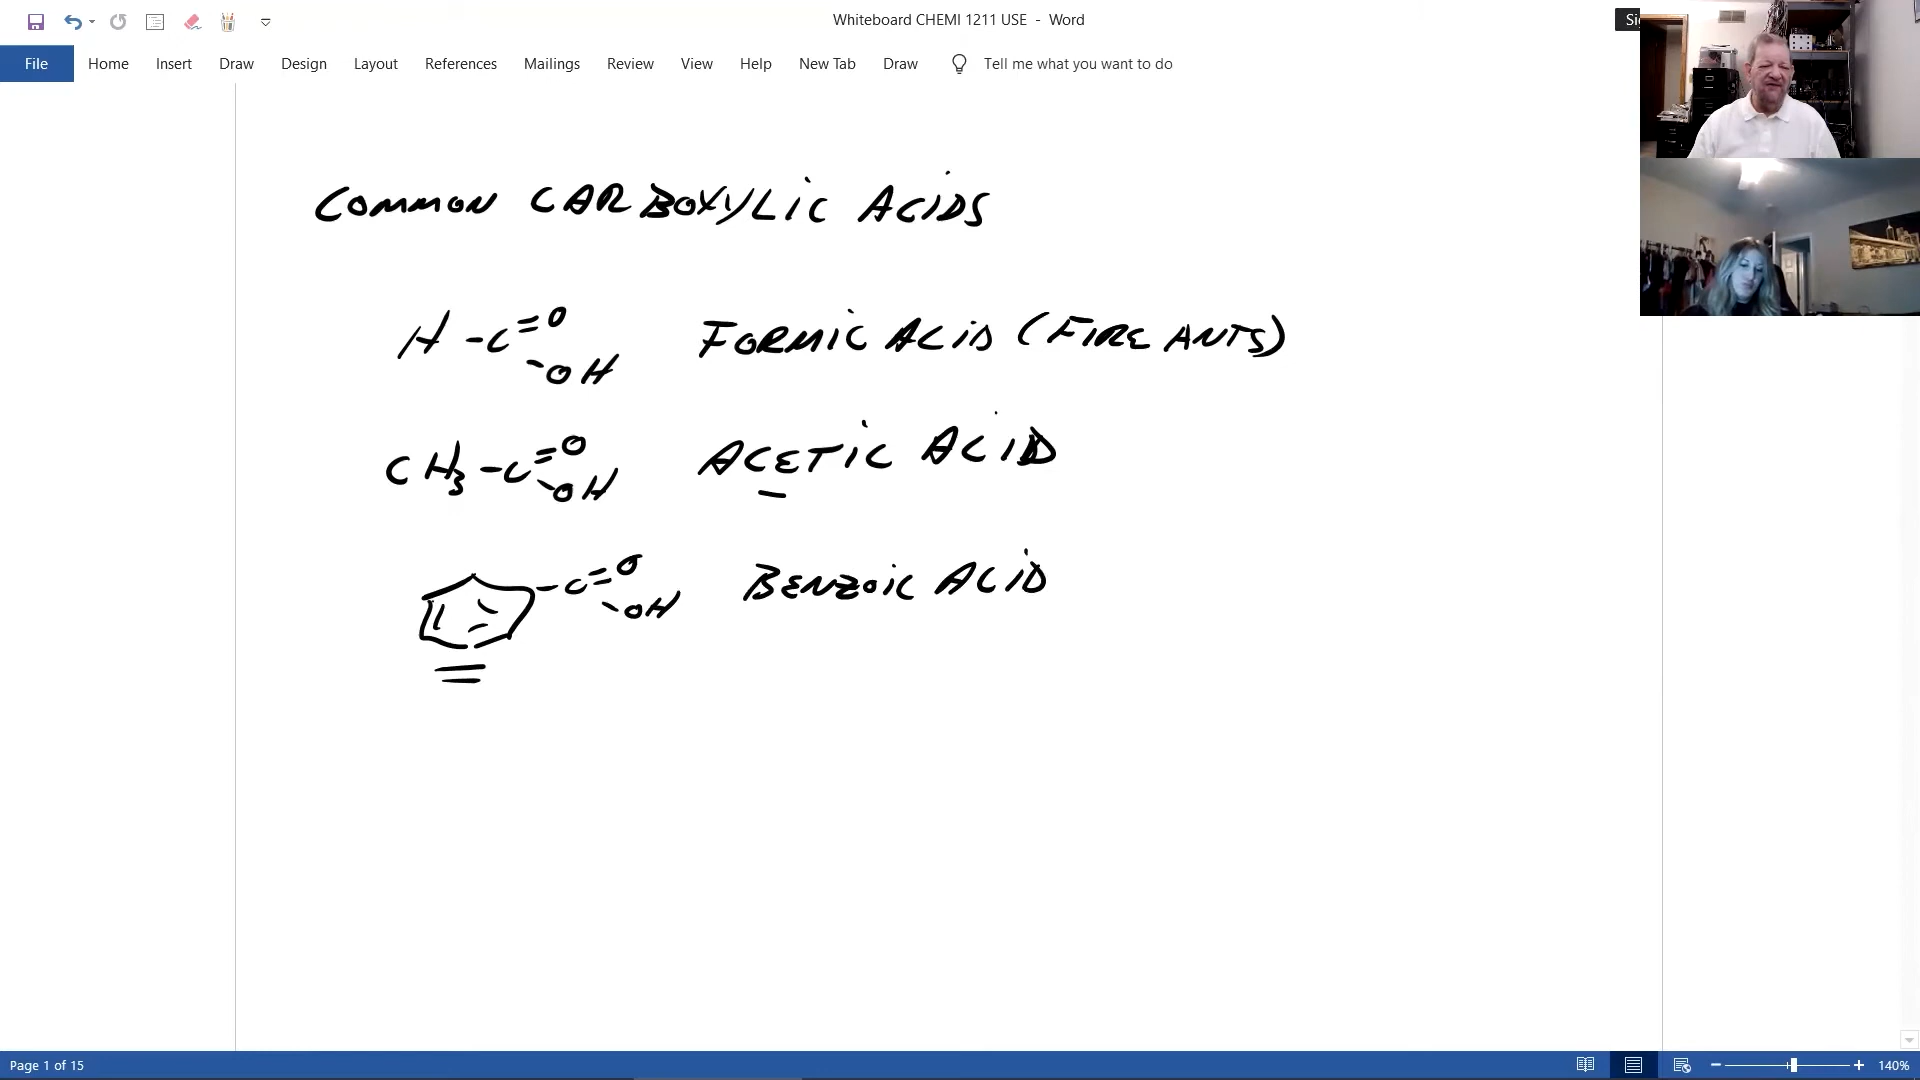 Whiteboard CHEMI 1211 USE - Word
File Home Insert Draw Design Layout References Mailings Review View Help New Tab Draw Tell me what you want to do
COMMON CARBOXYLIC ACIDS
H-C=O
-OH
FORMIC ACID (FIRE ANTS)
CH3-C=O
-OH
ACETIC ACID
-C=O
-OH
BENZOIC ACID
Page 1 of 15
140%